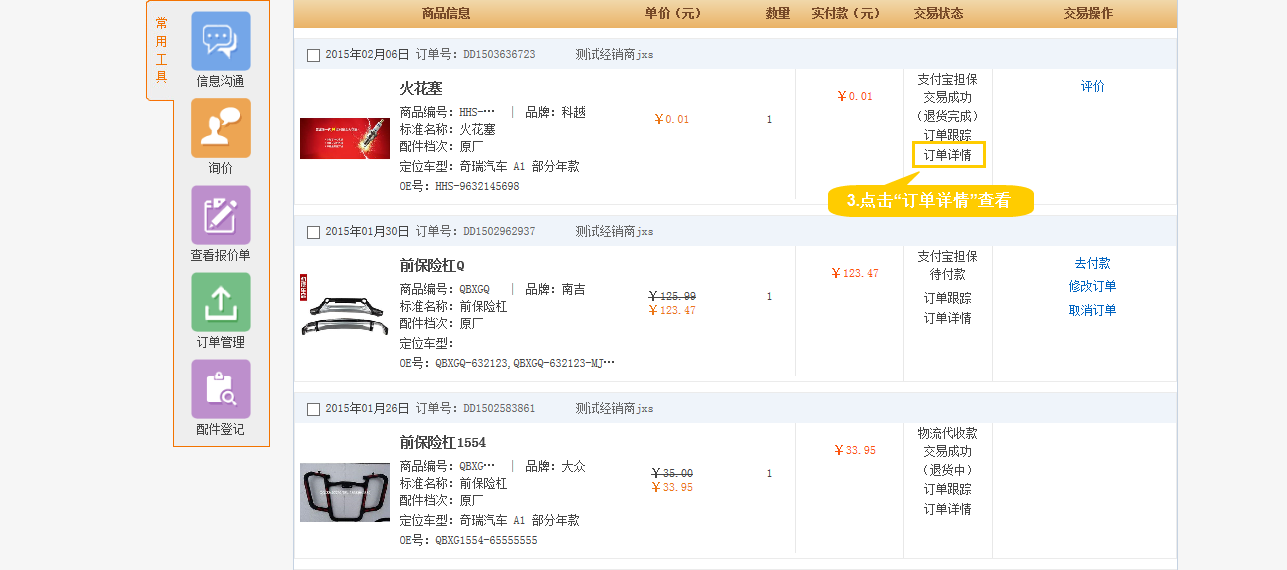 常用工具
信息沟通
询价
查看报价单
订单管理
配件登记
商品信息 单价（元） 数量 实付款（元） 交易状态 交易操作
2015年02月06日 订单号：DD1503636723 测试经销商jxs
火花塞
商品编号：HHS-… | 品牌：科越
标准名称：火花塞
配件档次：原厂
定位车型：奇瑞汽车 A1 部分年款
OE号：HHS-9632145698
￥0.01
1
￥0.01
支付宝担保
交易成功
（退货完成）
订单跟踪
订单详情
评价
3.点击“订单详情”查看
2015年01月30日 订单号：DD1502962937 测试经销商jxs
前保险杠Q
商品编号：QBXGQ | 品牌：南吉
标准名称：前保险杠
配件档次：原厂
定位车型：
OE号：QBXGQ-632123,QBXGQ-632123-MJ…
￥125.99
￥123.47
1
￥123.47
支付宝担保
待付款
订单跟踪
订单详情
去付款
修改订单
取消订单
2015年01月26日 订单号：DD1502583861 测试经销商jxs
前保险杠1554
商品编号：QBXG… | 品牌：大众
标准名称：前保险杠
配件档次：原厂
定位车型：奇瑞汽车 A1 部分年款
OE号：QBXG1554-65555555
￥35.00
￥33.95
1
￥33.95
物流代收款
交易成功
（退货中）
订单跟踪
订单详情